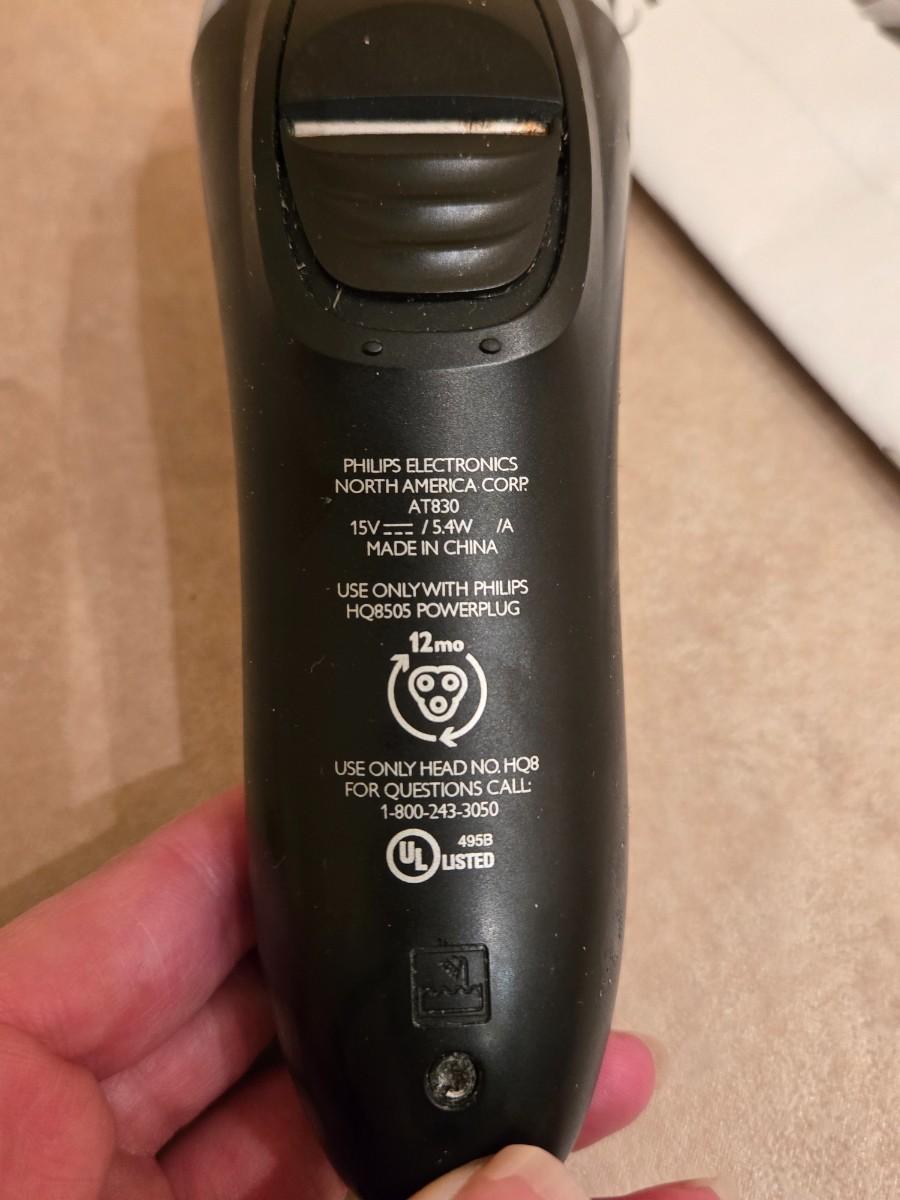 PHILIPS ELECTRONICS
NORTH AMERICA CORP.
AT830
15V⎓ / 5.4W /A
MADE IN CHINA
USE ONLY WITH PHILIPS
HQ8505 POWERPLUG
12mo
USE ONLY HEAD NO. HQ8
FOR QUESTIONS CALL:
1-800-243-3050
UL LISTED 495B